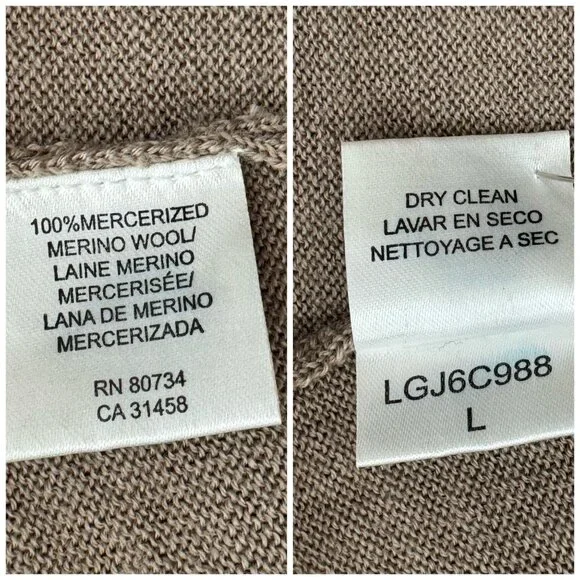 100%MERCERIZED
MERINO WOOL/
LAINE MERINO
MERCERISÉE/
LANA DE MERINO
MERCERIZADA
RN 80734
CA 31458
DRY CLEAN
LAVAR EN SECO
NETTOYAGE A SEC
LGJ6C988
L